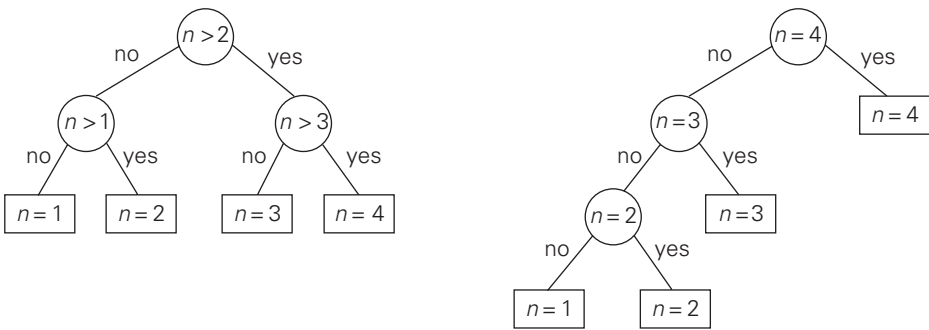 n > 2
no
yes
n > 1
n > 3
no
yes
no
yes
n = 1
n = 2
n = 3
n = 4
n = 4
no
yes
n = 4
n = 3
no
yes
n = 2
n = 3
no
yes
n = 1
n = 2